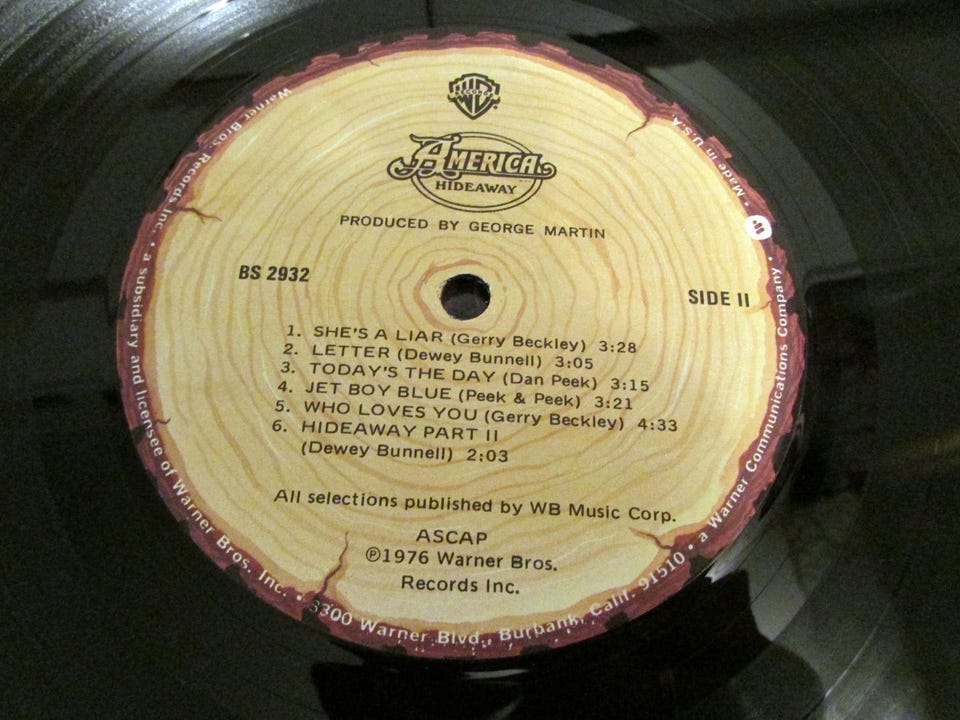 WB
RECORDS
AMERICA
HIDEAWAY
PRODUCED BY GEORGE MARTIN
BS 2932
SIDE II
1. SHE'S A LIAR (Gerry Beckley) 3:28
2. LETTER (Dewey Bunnell) 3:05
3. TODAY'S THE DAY (Dan Peek) 3:15
4. JET BOY BLUE (Peek & Peek) 3:21
5. WHO LOVES YOU (Gerry Beckley) 4:33
6. HIDEAWAY PART II
(Dewey Bunnell) 2:03
All selections published by WB Music Corp.
ASCAP
℗1976 Warner Bros.
Records Inc.
Warner Bros. Records Inc. • a subsidiary and licensee of Warner Bros. Inc. • 3300 Warner Blvd., Burbank, Calif. 91510 • a Warner Communications Company • Made in U.S.A.